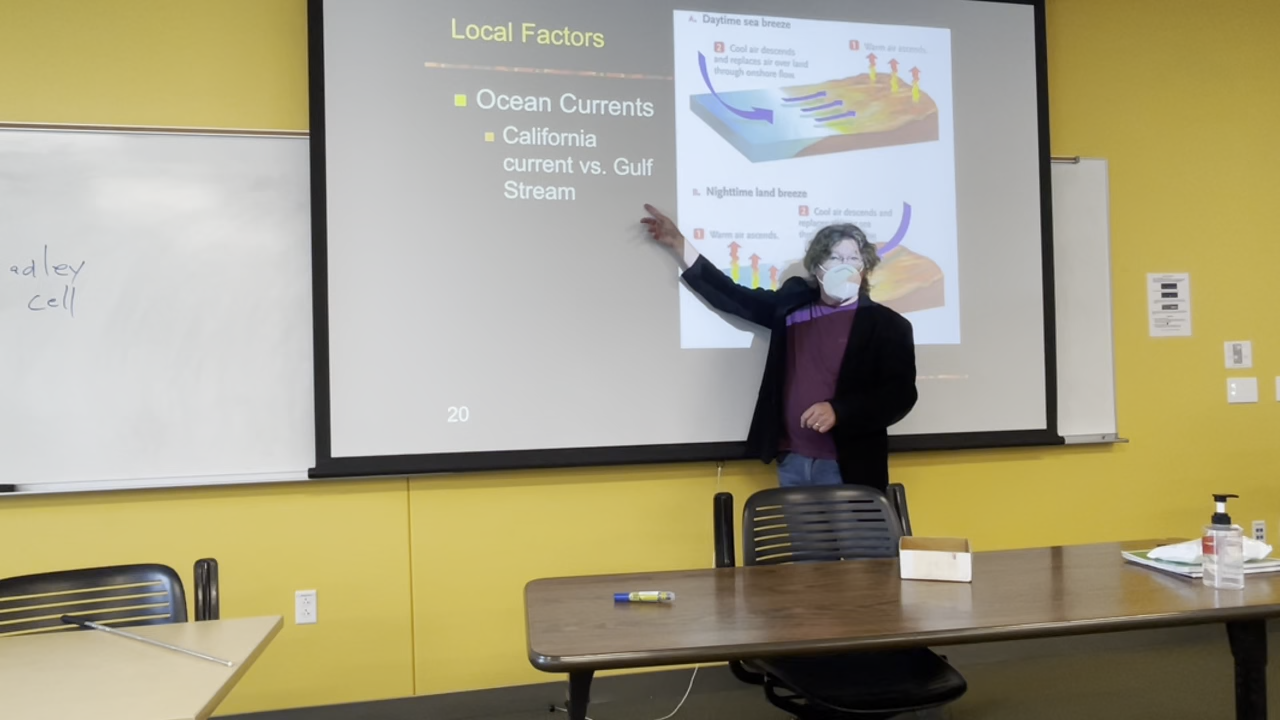 Local Factors
Ocean Currents
California
current vs. Gulf
Stream
20
A. Daytime sea breeze
2 Cool air descends
and replaces air over land
through onshore flow.
1 Warm air ascends.
B. Nighttime land breeze
2 Cool air descends and
1 Warm air ascends.
adley
cell